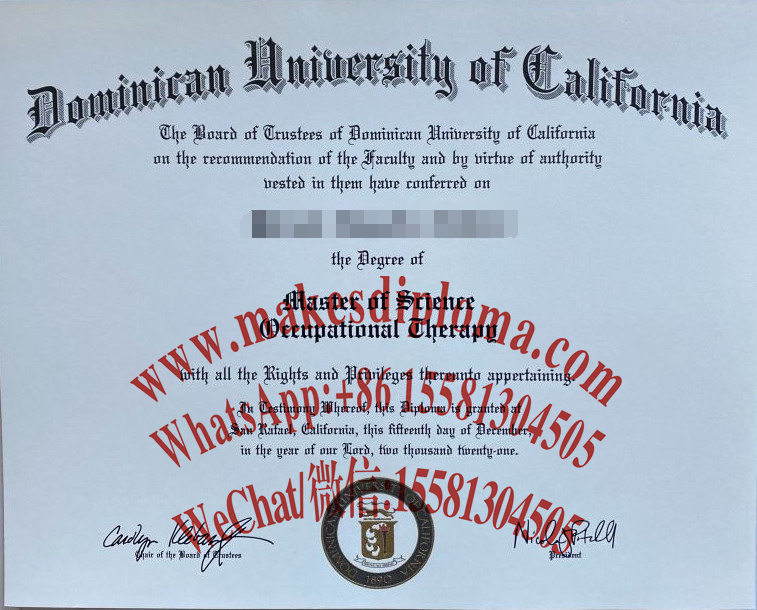 Dominican University of California
The Board of Trustees of Dominican University of California
on the recommendation of the Faculty and by virtue of authority
vested in them have conferred on
the Degree of
Master of Science
Occupational Therapy
with all the Rights and Privileges thereunto appertaining.
In Testimony Whereof, this Diploma is granted at
San Rafael, California, this fifteenth day of December,
in the year of our Lord, two thousand twenty-one.
www.makesdiploma.com
WhatsApp:+86 15581304505
WeChat/微信:15581304505
Chair of the Board of Trustees
President
DOMINICAN UNIVERSITY OF CALIFORNIA
1890